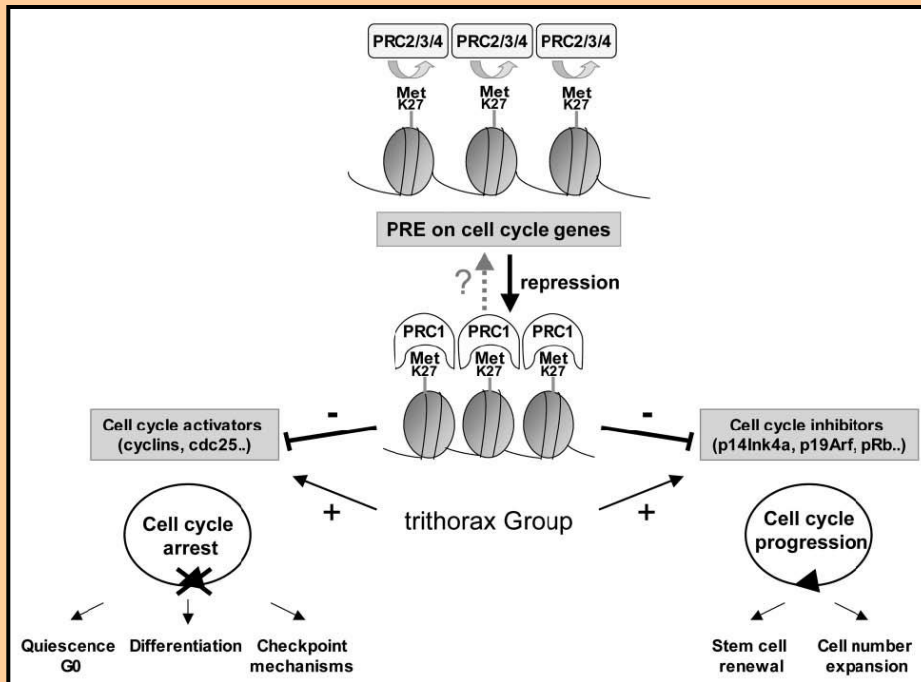 PRC2/3/4 PRC2/3/4 PRC2/3/4
Met Met Met
K27 K27 K27
PRE on cell cycle genes
? repression
PRC1 PRC1 PRC1
Met Met Met
K27 K27 K27
- -
Cell cycle activators
(cyclins, cdc25..)
Cell cycle inhibitors
(p14Ink4a, p19Arf, pRb..)
+ trithorax Group +
Cell cycle
arrest
Cell cycle
progression
Quiescence
G0
Differentiation
Checkpoint
mechanisms
Stem cell
renewal
Cell number
expansion